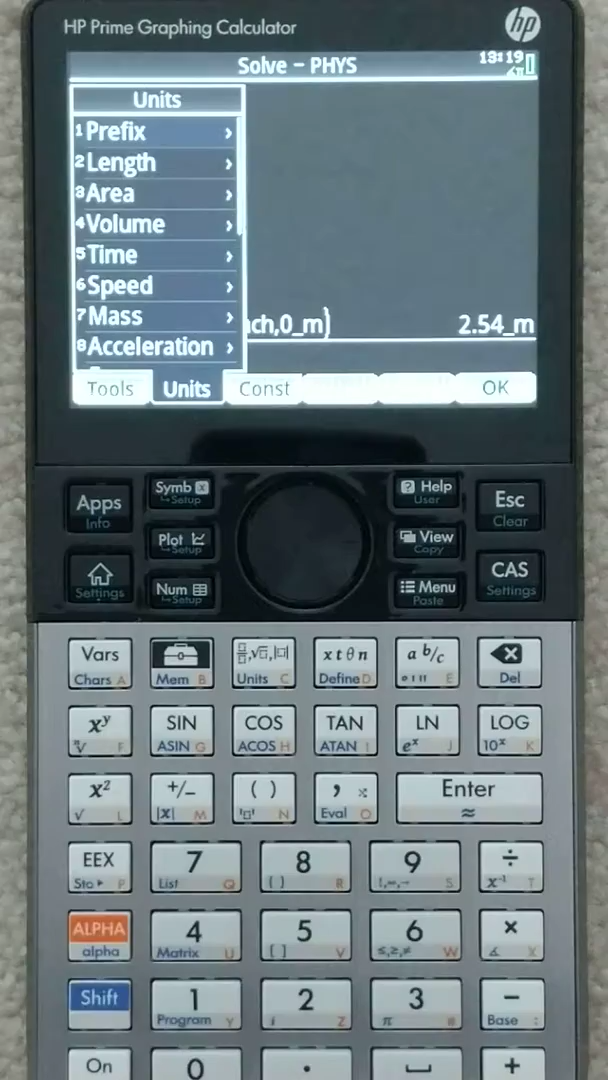 HP Prime Graphing Calculator
hp
Solve – PHYS
13:19
∡π
Units
1 Prefix ›
2 Length ›
3 Area ›
4 Volume ›
5 Time ›
6 Speed ›
7 Mass ›
8 Acceleration ›
ch,0_m) 2.54_m
Tools Units Const OK
Apps
Info
Symb
Setup
Help
User
Esc
Clear
Plot
Setup
View
Copy
Settings
Num
Setup
Menu
Paste
CAS
Settings
Vars
Chars A
Mem B
Units C
x t θ n
Define D
a b/c
E
Del
xʸ
F
SIN
ASIN G
COS
ACOS H
TAN
ATAN I
LN
eˣ J
LOG
10ˣ K
x²
√ L
+/−
|x| M
( )
N
,
Eval O
Enter
≈
EEX
Sto ▸ P
7
List Q
8
{ } R
9
S
÷
x⁻¹ T
ALPHA
alpha
4
Matrix U
5
[ ] V
6
≤,≥,≠ W
×
∡ X
Shift
1
Program Y
2
i Z
3
π #
−
Base :
On
0
.
+